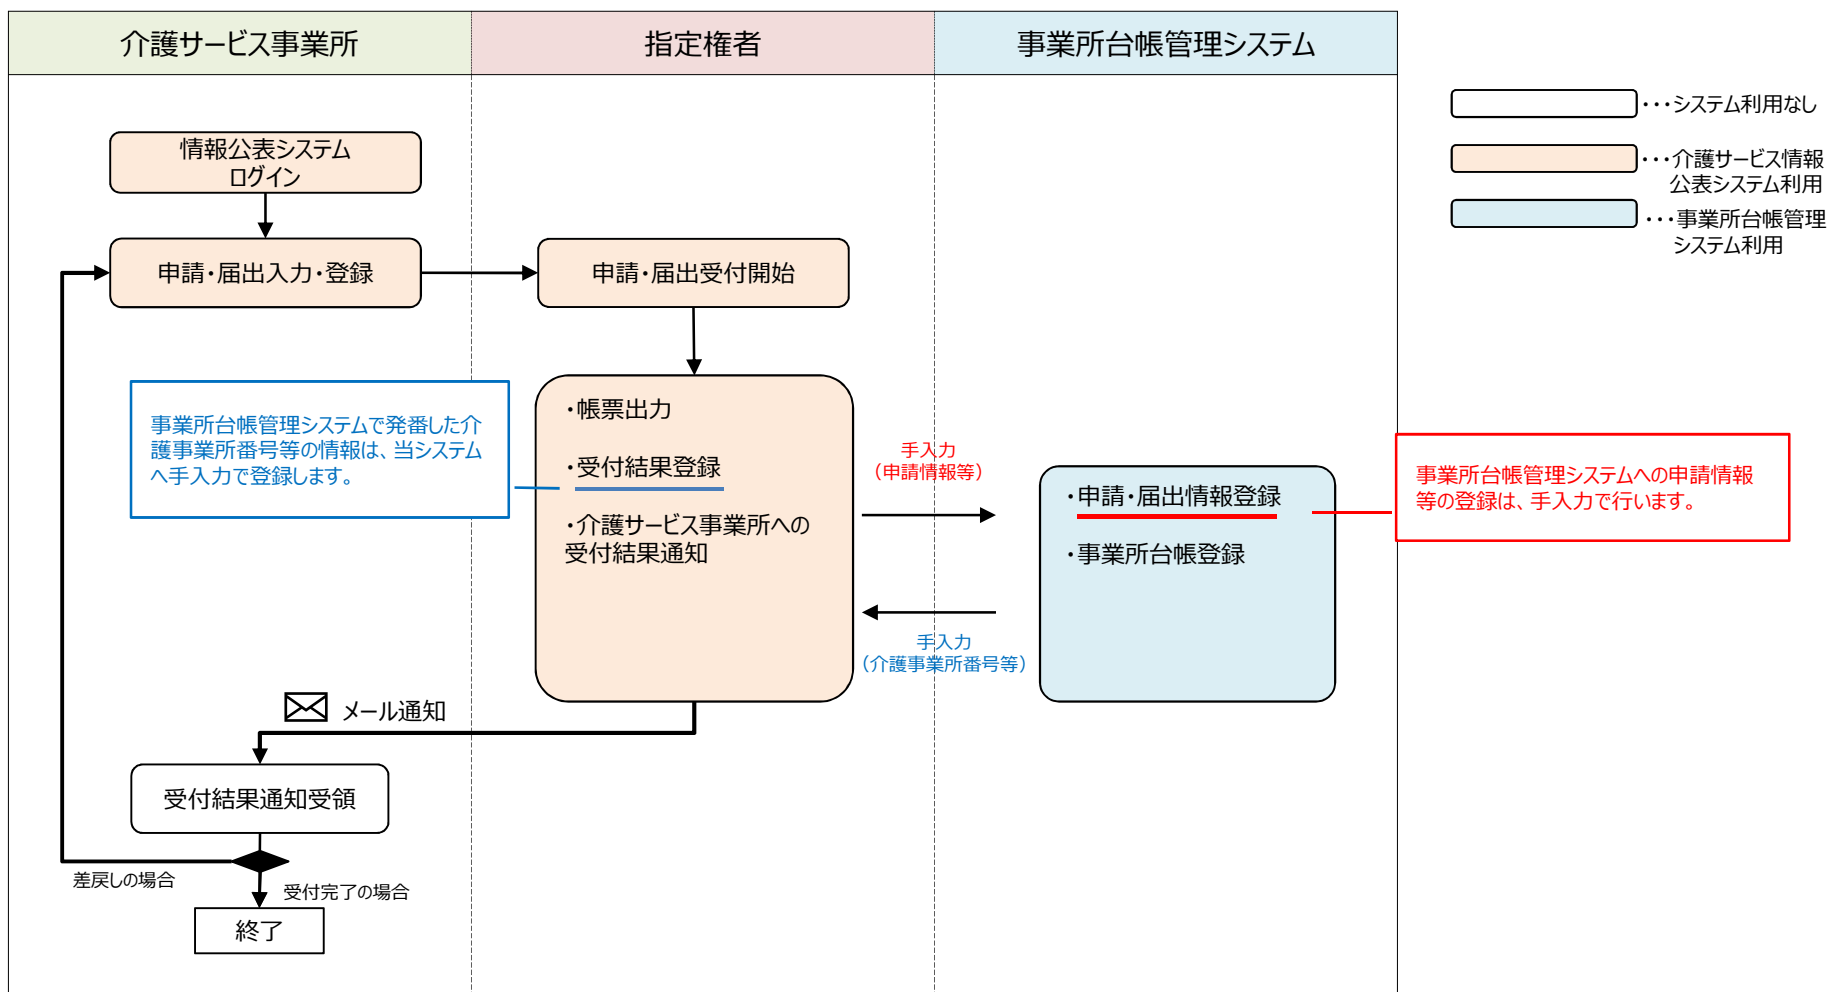 介護サービス事業所
指定権者
事業所台帳管理システム
・・・システム利用なし
・・・介護サービス情報
公表システム利用
・・・事業所台帳管理
システム利用
情報公表システム
ログイン
申請・届出入力・登録
申請・届出受付開始
事業所台帳管理システムで発番した介
護事業所番号等の情報は、当システム
へ手入力で登録します。
・帳票出力
・受付結果登録
・介護サービス事業所への
受付結果通知
手入力
（申請情報等）
・申請・届出情報登録
・事業所台帳登録
事業所台帳管理システムへの申請情報
等の登録は、手入力で行います。
手入力
（介護事業所番号等）
メール通知
受付結果通知受領
差戻しの場合
受付完了の場合
終了